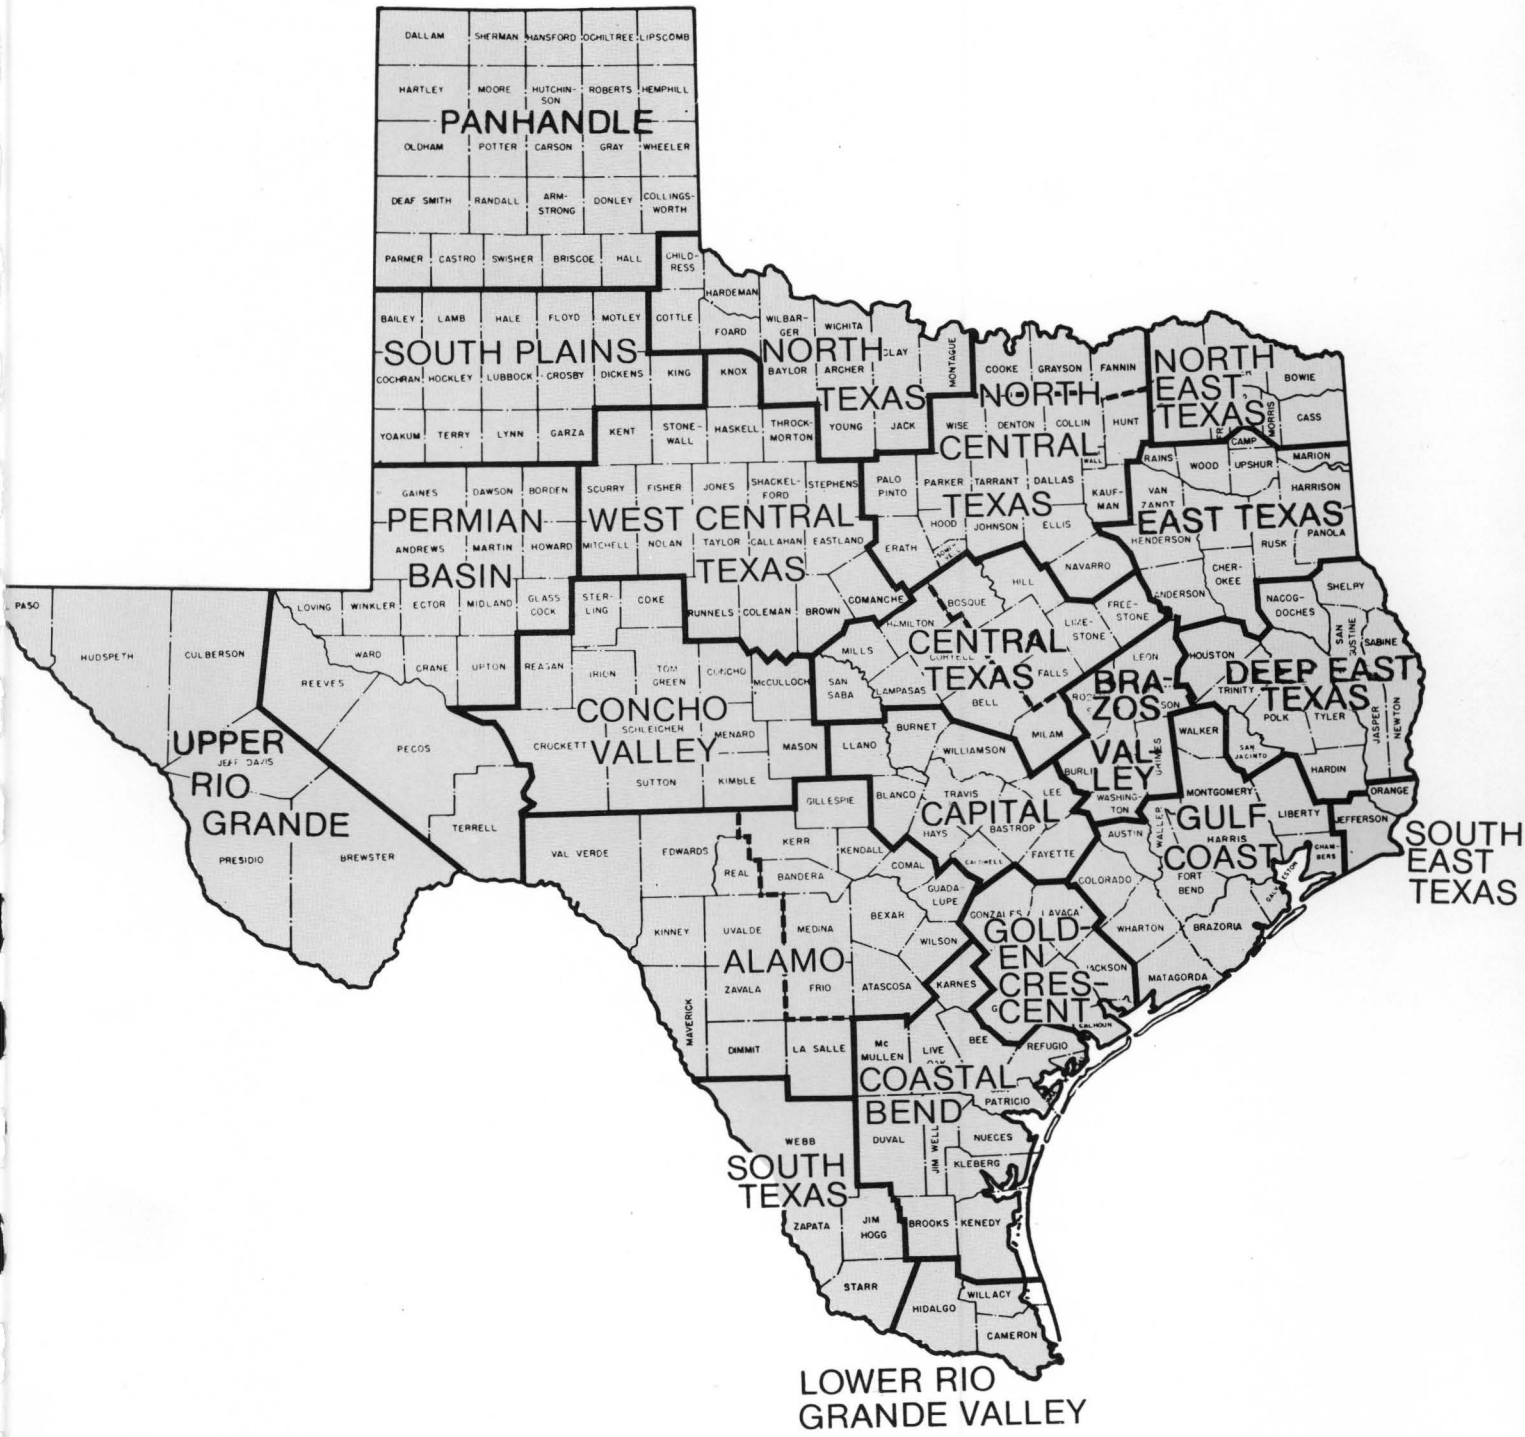 DALLAM SHERMAN HANSFORD OCHILTREE LIPSCOMB
HARTLEY MOORE HUTCHIN- ROBERTS HEMPHILL
SON
PANHANDLE
OLDHAM POTTER CARSON GRAY WHEELER
DEAF SMITH RANDALL ARM- DONLEY COLLINGS-
STRONG WORTH
PARMER CASTRO SWISHER BRISCOE HALL CHILD-
RESS
HARDEMAN
BAILEY LAMB HALE FLOYD MOTLEY COTTLE FOARD WILBAR- WICHITA
GER
SOUTH PLAINS
NORTH
TEXAS
CLAY MONTAGUE
COCHRAN HOCKLEY LUBBOCK CROSBY DICKENS KING KNOX BAYLOR ARCHER
COOKE GRAYSON FANNIN
NORTH
CENTRAL
TEXAS
NORTH
EAST
TEXAS
BOWIE
MORRIS CASS
YOAKUM TERRY LYNN GARZA KENT STONE- HASKELL THROCK- YOUNG JACK WISE DENTON COLLIN HUNT
WALL MORTON
CAMP
RAINS WOOD UPSHUR MARION
HARRISON
GAINES DAWSON BORDEN SCURRY FISHER JONES SHACKEL- STEPHENS
FORD
PALO PARKER TARRANT DALLAS KAUF- VAN
PINTO MAN ZANDT
WALL
PERMIAN
BASIN
WEST CENTRAL
TEXAS
EAST TEXAS
HOOD JOHNSON ELLIS
HENDERSON RUSK PANOLA
ANDREWS MARTIN HOWARD MITCHELL NOLAN TAYLOR CALLAHAN EASTLAND ERATH
NAVARRO CHER-
OKEE
ANDERSON NACOG-
DOCHES
SHELPY
LOVING WINKLER ECTOR MIDLAND GLASS STER- COKE
COCK LING
RUNNELS COLEMAN BROWN COMANCHE
BOSQUE HILL FREE-
STONE
LIME-
STONE
HAMILTON
PASO HUDSPETH CULBERSON
WARD REEVES CRANE UPTON REAGAN IRION TOM CONCHO McCULLOCH
GREEN
SAN
SABA
MILLS
LAMPASAS
CENTRAL
TEXAS
CORYELL
BELL FALLS
MILAM
LEON
HOUSTON
SABINE
DEEP EAST
TEXAS
TRINITY
POLK TYLER
JASPER NEWTON
BRA-
ZOS
VAL-
LEY
WALKER
SAN
JACINTO
HARDIN
CONCHO
VALLEY
SCHLEICHER MENARD
CROCKETT SUTTON KIMBLE MASON LLANO BURNET WILLIAMSON
UPPER
RIO
GRANDE
JEFF DAVIS
PECOS
TERRELL
PRESIDIO BREWSTER
GILLESPIE BLANCO TRAVIS LEE
CAPITAL
HAYS BASTROP
FAYETTE
WASHING-
TON
GRIMES
MONTGOMERY
GULF
COAST
LIBERTY
ORANGE
JEFFERSON
CHAM-
BERS
HARRIS
WALLER
AUSTIN
FORT
BEND
COLORADO
SOUTH
EAST
TEXAS
VAL VERDE EDWARDS KERR KENDALL COMAL CALDWELL
REAL BANDERA
GUADA-
LUPE
KINNEY UVALDE MEDINA BEXAR WILSON
ALAMO
GONZALES LAVACA
GOLD-
EN
CRES-
CENT
WHARTON BRAZORIA
JACKSON MATAGORDA
CALHOUN
ZAVALA FRIO ATASCOSA KARNES
MAVERICK DIMMIT LA SALLE Mc LIVE BEE REFUGIO
MULLEN OAK
COASTAL
BEND
PATRICIO
DUVAL JIM WELL NUECES
KLEBERG
WEBB
SOUTH
TEXAS
ZAPATA JIM BROOKS KENEDY
HOGG
STARR HIDALGO WILLACY
CAMERON
LOWER RIO
GRANDE VALLEY